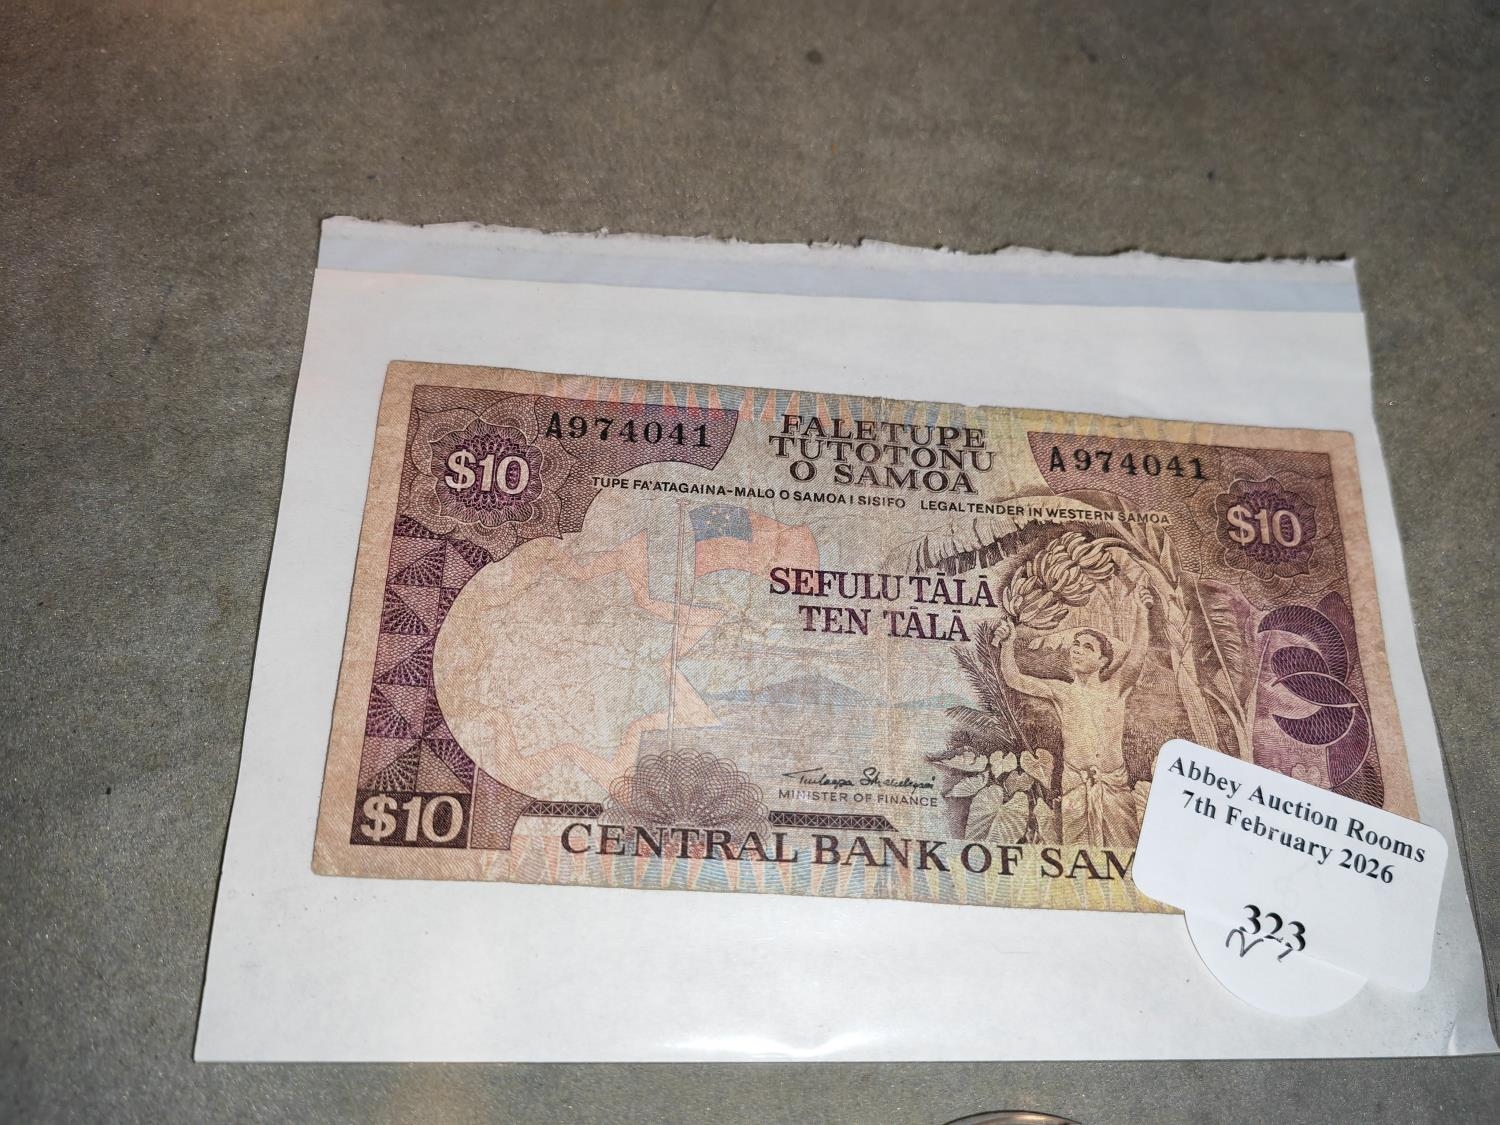 A974041
FALETUPE
TUTOTONU
O SAMOA
A974041
$10
$10
TUPE FA'ATAGAINA-MALO O SAMOA I SISIFO LEGAL TENDER IN WESTERN SAMOA
SEFULU TĀLĀ
TEN TĀLĀ
MINISTER OF FINANCE
$10
CENTRAL BANK OF SAM
Abbey Auction Rooms
7th February 2026
323